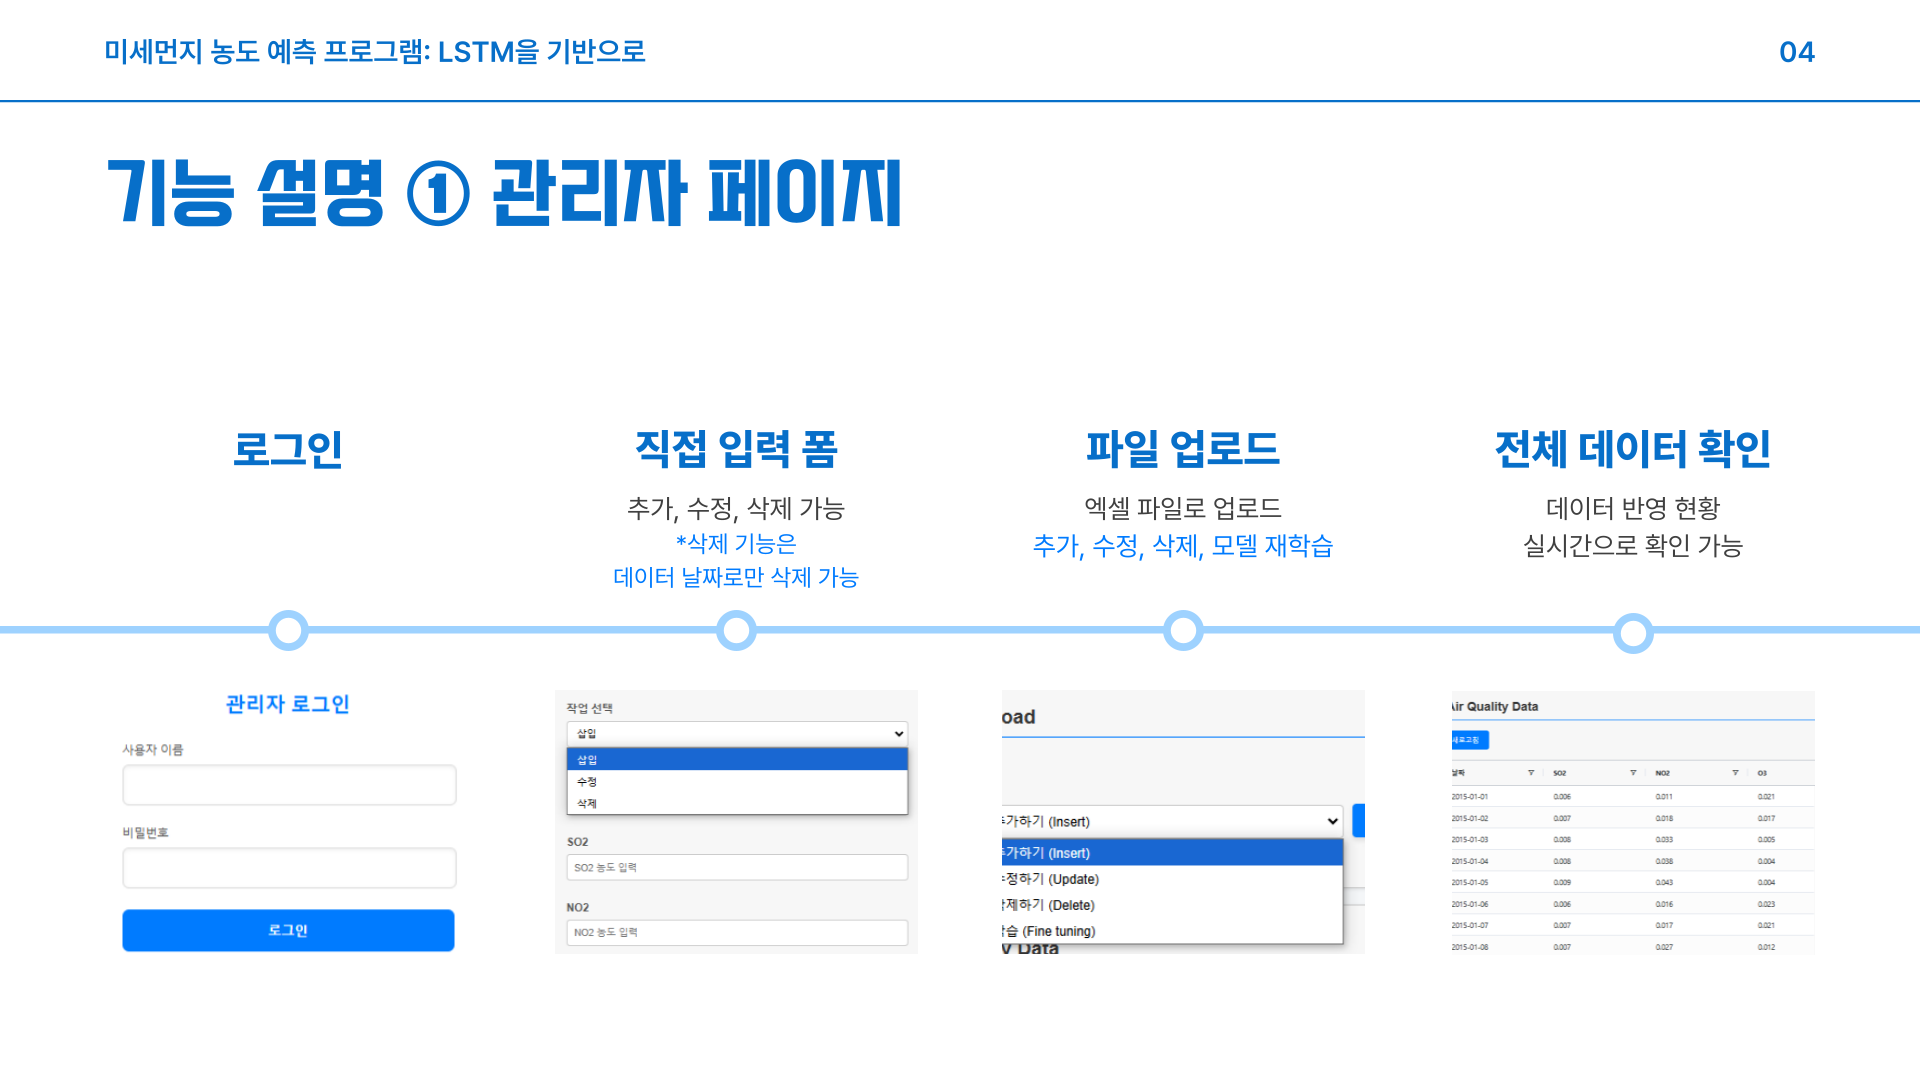 미세먼지 농도 예측 프로그램: LSTM을 기반으로
04
기능 설명 ① 관리자 페이지
로그인
직접 입력 폼
추가, 수정, 삭제 가능
*삭제 기능은
데이터 날짜로만 삭제 가능
파일 업로드
엑셀 파일로 업로드
추가, 수정, 삭제, 모델 재학습
전체 데이터 확인
데이터 반영 현황
실시간으로 확인 가능
관리자 로그인
사용자 이름
비밀번호
로그인
작업 선택
삽입
삽입
수정
삭제
SO2
SO2 농도 입력
NO2
NO2 농도 입력
oad
가하기 (Insert)
가하기 (Insert)
정하기 (Update)
제하기 (Delete)
습 (Fine tuning)
y Data
Air Quality Data
새로고침
날짜 SO2 NO2 O3
2015-01-01 0.006 0.011 0.021
2015-01-02 0.007 0.018 0.017
2015-01-03 0.008 0.033 0.005
2015-01-04 0.008 0.038 0.004
2015-01-05 0.009 0.043 0.004
2015-01-06 0.006 0.016 0.023
2015-01-07 0.007 0.017 0.021
2015-01-08 0.007 0.027 0.012